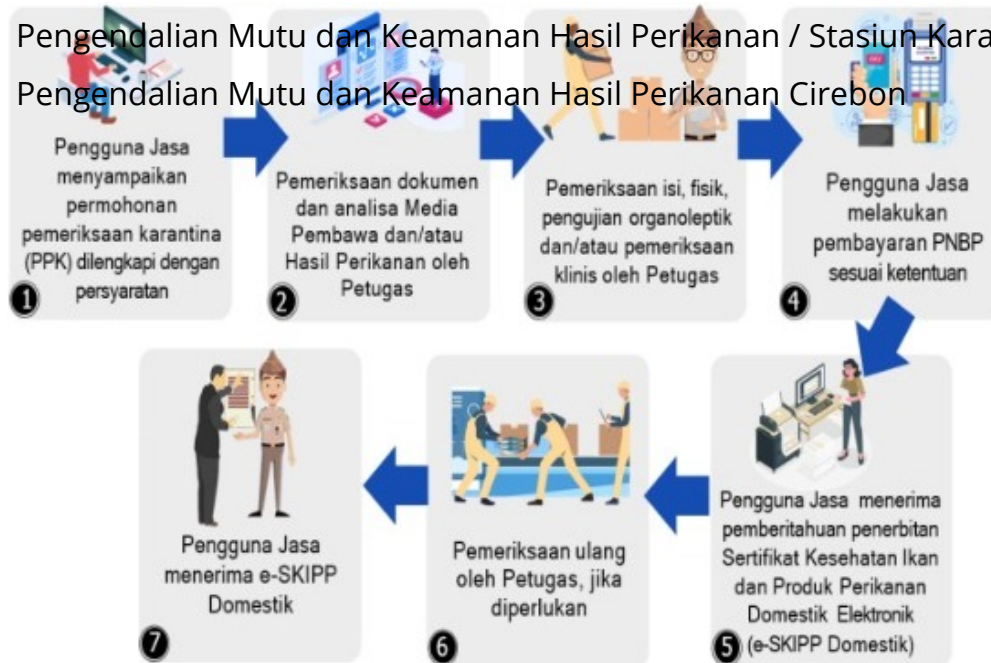 Pengendalian Mutu dan Keamanan Hasil Perikanan / Stasiun Kara
Pengendalian Mutu dan Keamanan Hasil Perikanan Cirebon
Pengguna Jasa
menyampaikan
permohonan
pemeriksaan karantina
(PPK) dilengkapi dengan
persyaratan
1
Pemeriksaan dokumen
dan analisa Media
Pembawa dan/atau
Hasil Perikanan oleh
Petugas
2
Pemeriksaan isi, fisik,
pengujian organoleptik
dan/atau pemeriksaan
klinis oleh Petugas
3
Pengguna Jasa
melakukan
pembayaran PNBP
sesuai ketentuan
4
Pengguna Jasa menerima
pemberitahuan penerbitan
Sertifikat Kesehatan Ikan
dan Produk Perikanan
Domestik Elektronik
(e-SKIPP Domestik)
5
Pemeriksaan ulang
oleh Petugas, jika
diperlukan
6
Pengguna Jasa
menerima e-SKIPP
Domestik
7